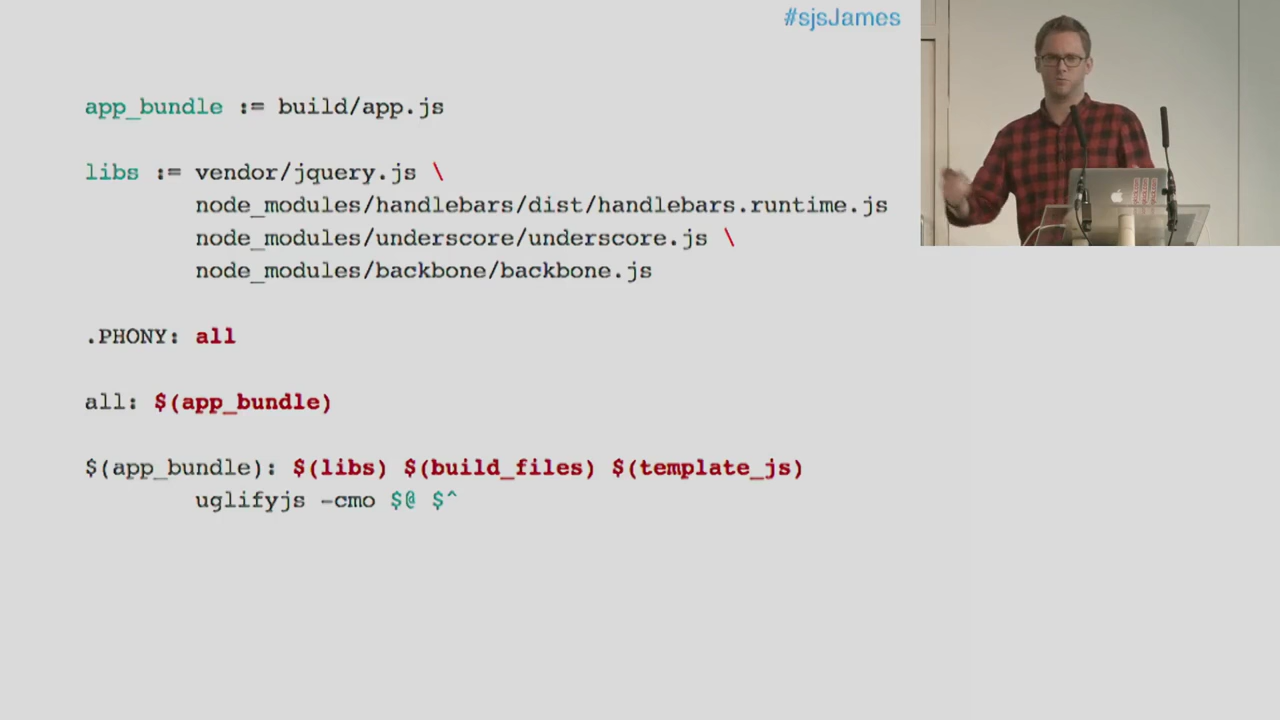 #sjsJames
app_bundle := build/app.js
libs := vendor/jquery.js \
node_modules/handlebars/dist/handlebars.runtime.js
node_modules/underscore/underscore.js \
node_modules/backbone/backbone.js
.PHONY: all
all: $(app_bundle)
$(app_bundle): $(libs) $(build_files) $(template_js)
uglifyjs -cmo $@ $^